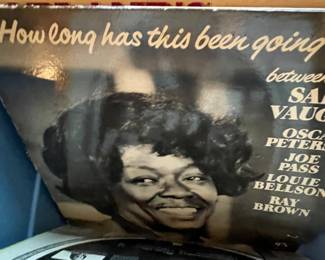 How long has this been going
between
SA
VAUG
OSCA
PETERS
JOE
PASS
LOUIE
BELLSON
RAY
BROWN